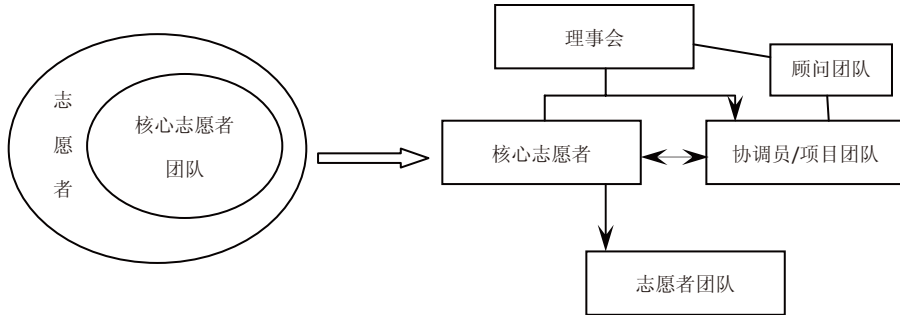 志
愿
者
核心志愿者
团队
理事会
顾问团队
核心志愿者
协调员/项目团队
志愿者团队